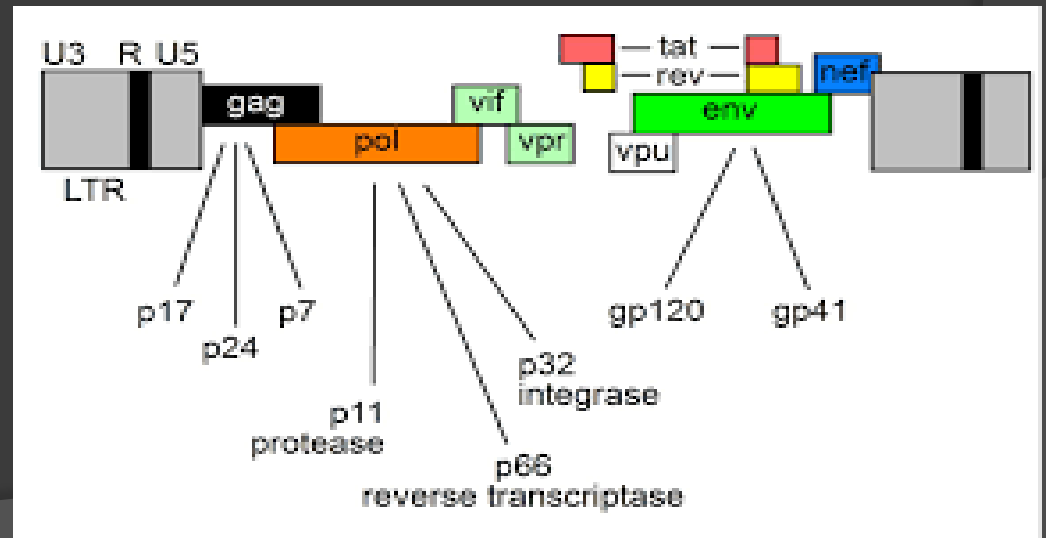 U3 R U5
tat
rev
gag
vif
nef
env
pol
vpr
vpu
LTR
p17
p24
p7
gp120
gp41
p32
integrase
p11
protease
p66
reverse transcriptase